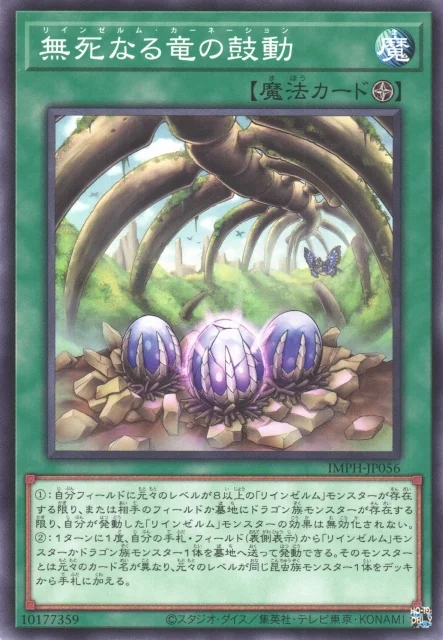 リインゼルム・カーネーション
無死なる竜の鼓動
魔
【魔法カード】
IMPH-JP056
①：自分フィールドに元々のレベルが８以上の「リインゼルム」モンスターが存在
する限り、または相手のフィールドか墓地にドラゴン族モンスターが存在する
限り、自分が発動した「リインゼルム」モンスターの効果は無効化されない。
②：１ターンに１度、自分の手札・フィールド（表側表示）から「リインゼルム」モ
ンスターかドラゴン族モンスター１体を墓地へ送って発動できる。そのモンスター
とは元々のカード名が異なり、元々のレベルが同じ昆虫族モンスター１体をデッキ
から手札に加える。
10177359
©スタジオ・ダイス／集英社・テレビ東京・KONAMI